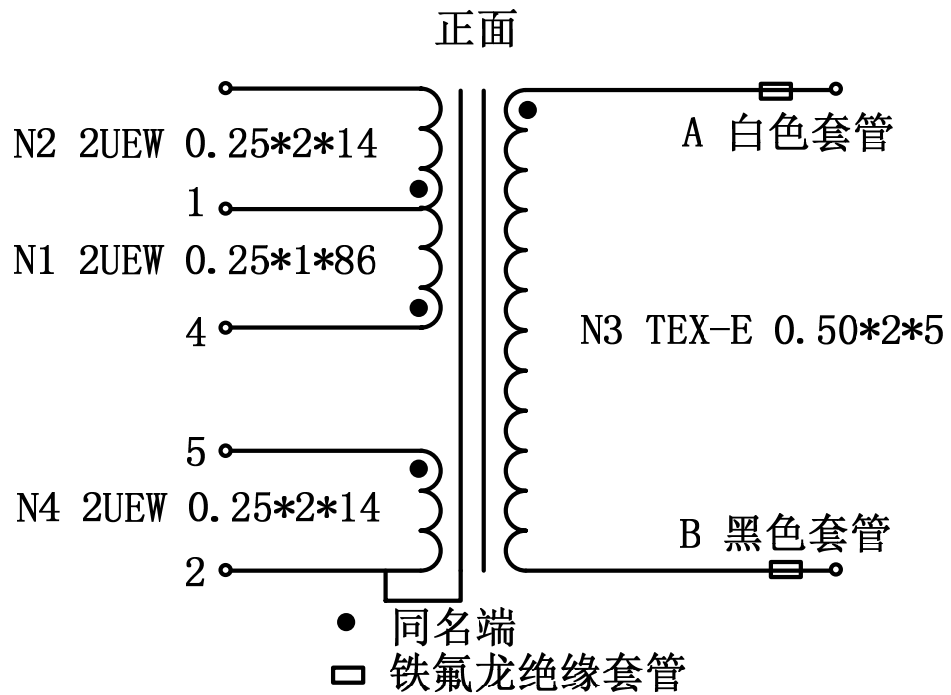 正面
N2 2UEW 0.25*2*14
A 白色套管
1
N1 2UEW 0.25*1*86
4
N3 TEX-E 0.50*2*5
5
N4 2UEW 0.25*2*14
B 黑色套管
2
同名端
铁氟龙绝缘套管